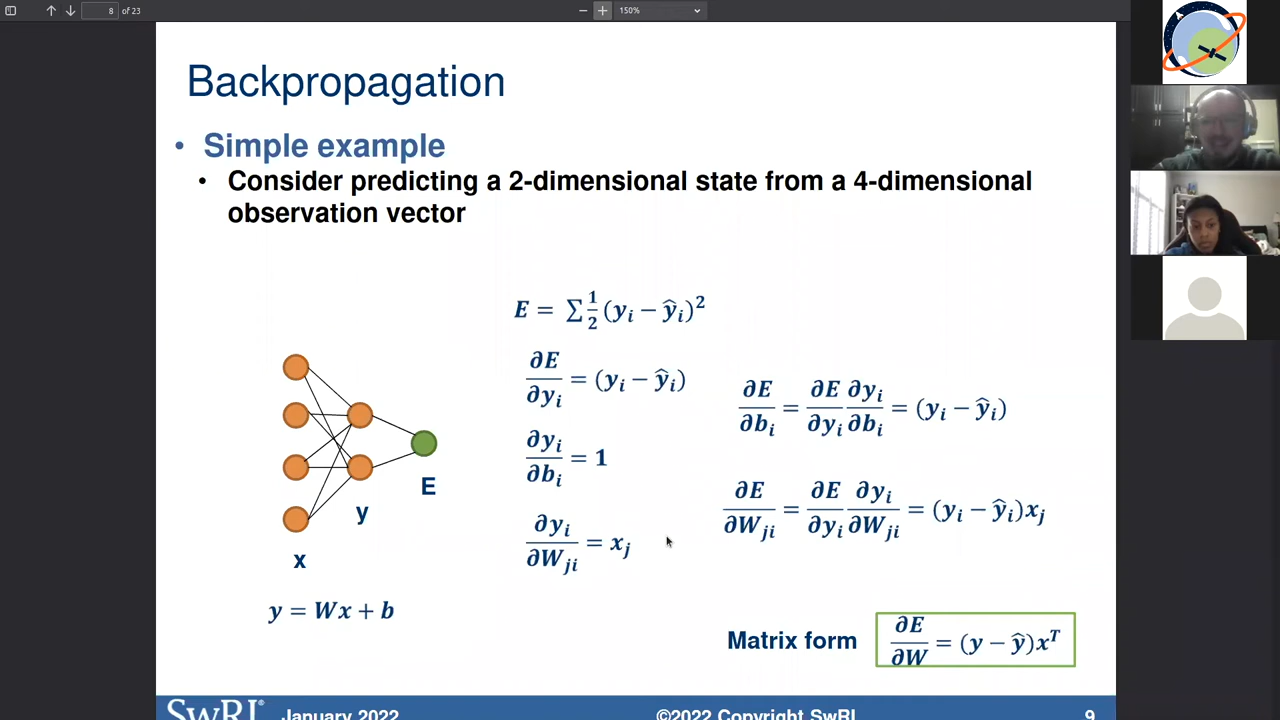 8 of 23
150%
Backpropagation
• Simple example
• Consider predicting a 2-dimensional state from a 4-dimensional
observation vector
E = ∑ 1/2 (yᵢ − ŷᵢ)²
∂E/∂yᵢ = (yᵢ − ŷᵢ)
∂yᵢ/∂bᵢ = 1
∂yᵢ/∂Wⱼᵢ = xⱼ
∂E/∂bᵢ = ∂E/∂yᵢ ∂yᵢ/∂bᵢ = (yᵢ − ŷᵢ)
∂E/∂Wⱼᵢ = ∂E/∂yᵢ ∂yᵢ/∂Wⱼᵢ = (yᵢ − ŷᵢ)xⱼ
E
y
x
y = Wx + b
Matrix form ∂E/∂W = (y − ŷ)xᵀ
SwRI® January 2022 ©2022 Copyright SwRI 9